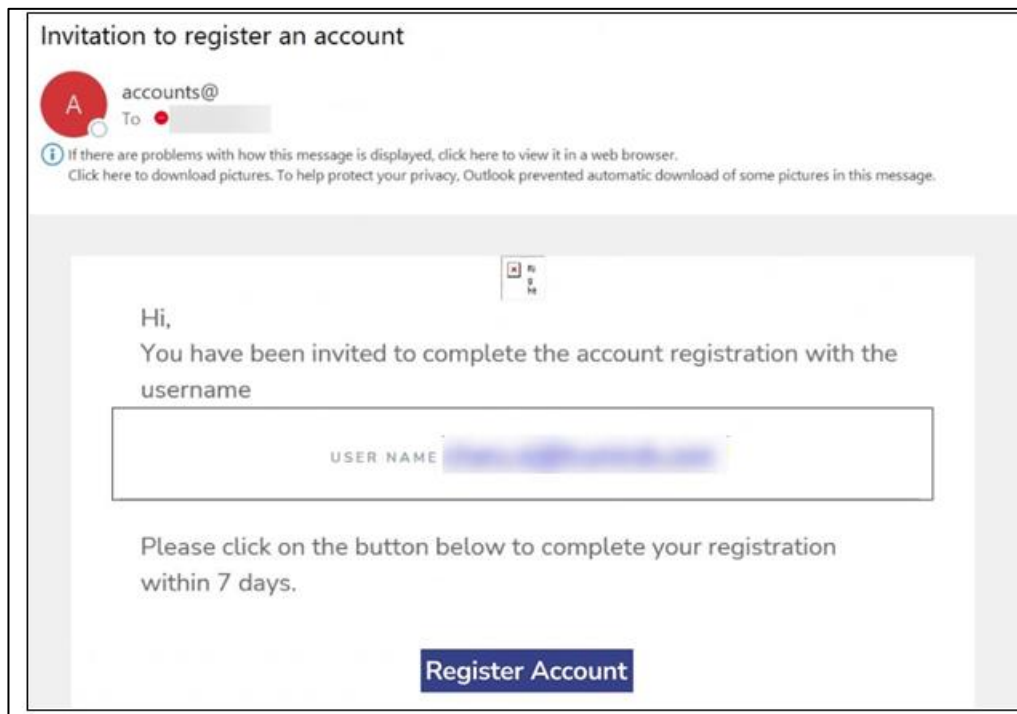 Invitation to register an account
A
accounts@
To
If there are problems with how this message is displayed, click here to view it in a web browser.
Click here to download pictures. To help protect your privacy, Outlook prevented automatic download of some pictures in this message.
Hi,
You have been invited to complete the account registration with the
username
USER NAME
Please click on the button below to complete your registration
within 7 days.
Register Account